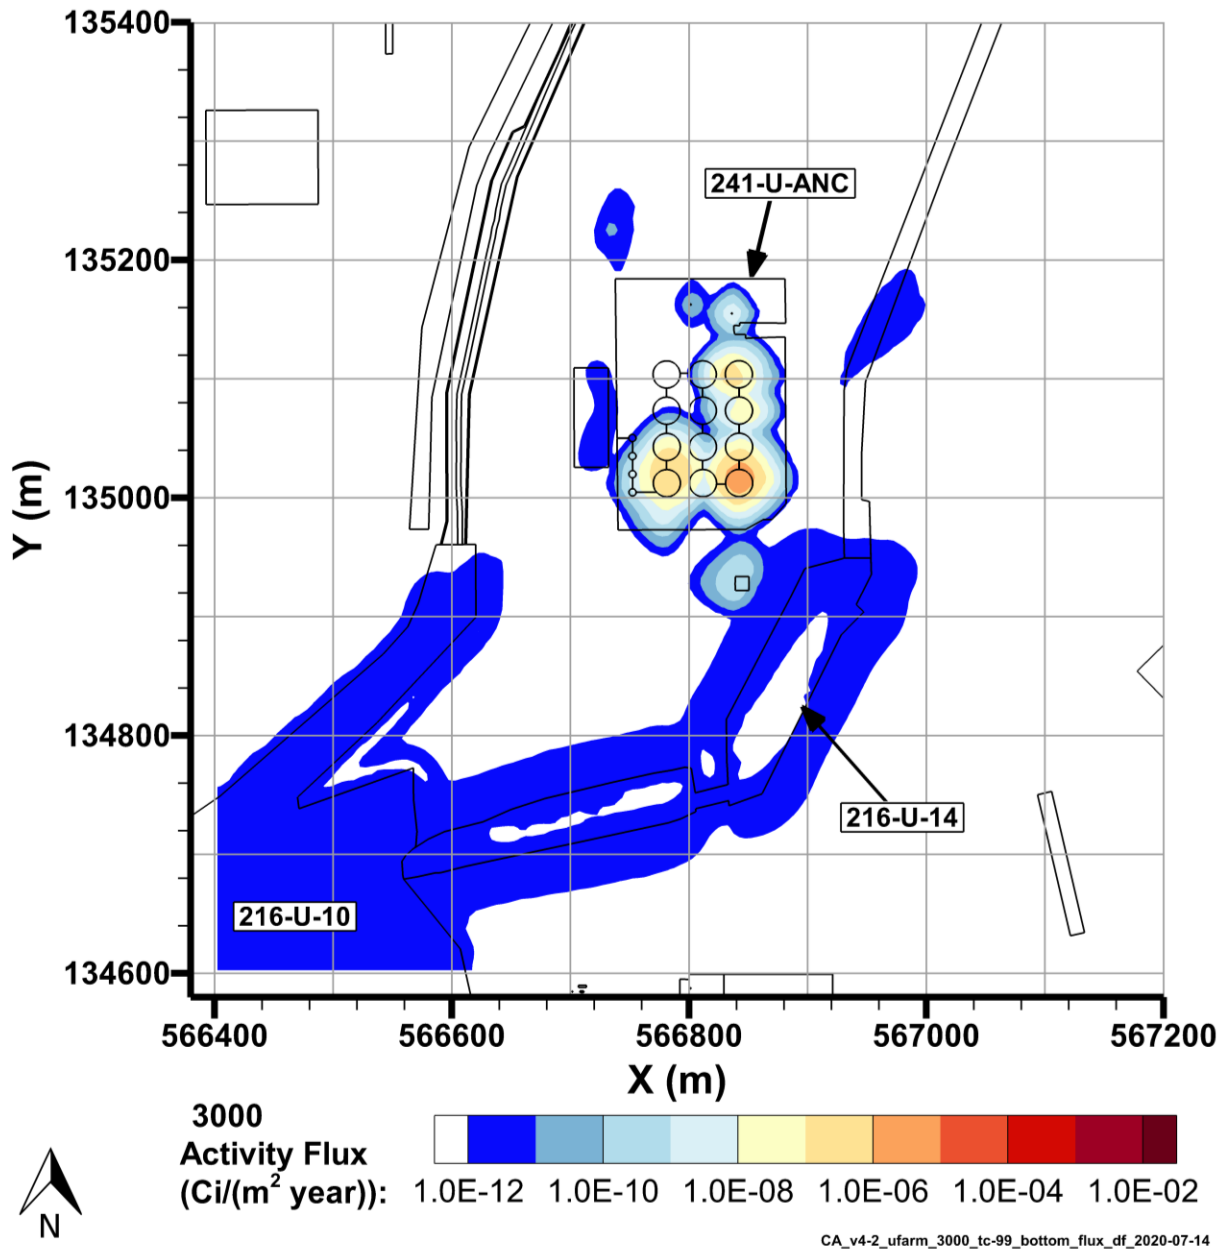 135400
241-U-ANC
135200
135000
Y (m)
134800
216-U-14
216-U-10
134600
566400 566600 566800 567000 567200
X (m)
3000
Activity Flux
(Ci/(m² year)):
1.0E-12 1.0E-10 1.0E-08 1.0E-06 1.0E-04 1.0E-02
N
CA_v4-2_ufarm_3000_tc-99_bottom_flux_df_2020-07-14